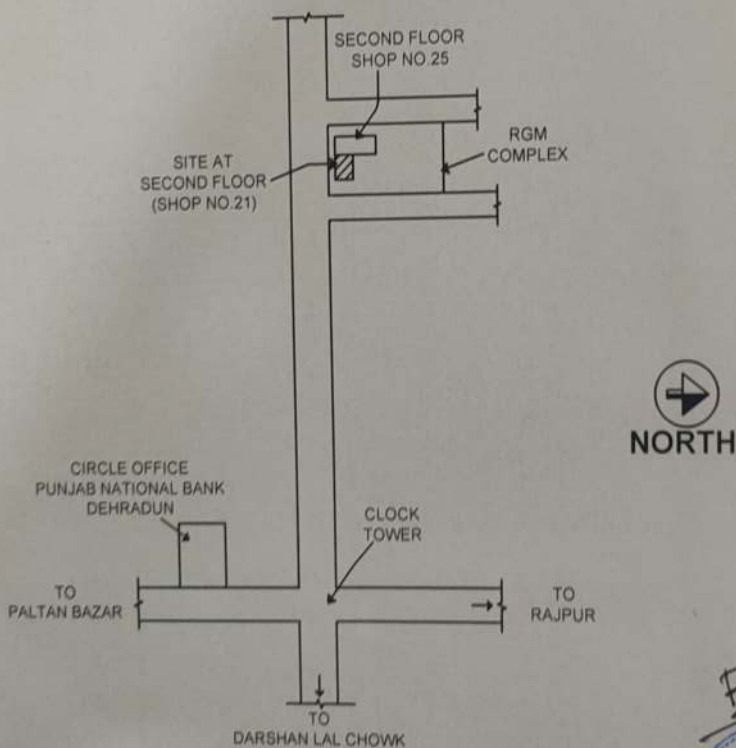 SECOND FLOOR
SHOP NO.25
RGM
COMPLEX
SITE AT
SECOND FLOOR
(SHOP NO.21)
NORTH
CIRCLE OFFICE
PUNJAB NATIONAL BANK
DEHRADUN
CLOCK
TOWER
TO
PALTAN BAZAR
TO
RAJPUR
TO
DARSHAN LAL CHOWK